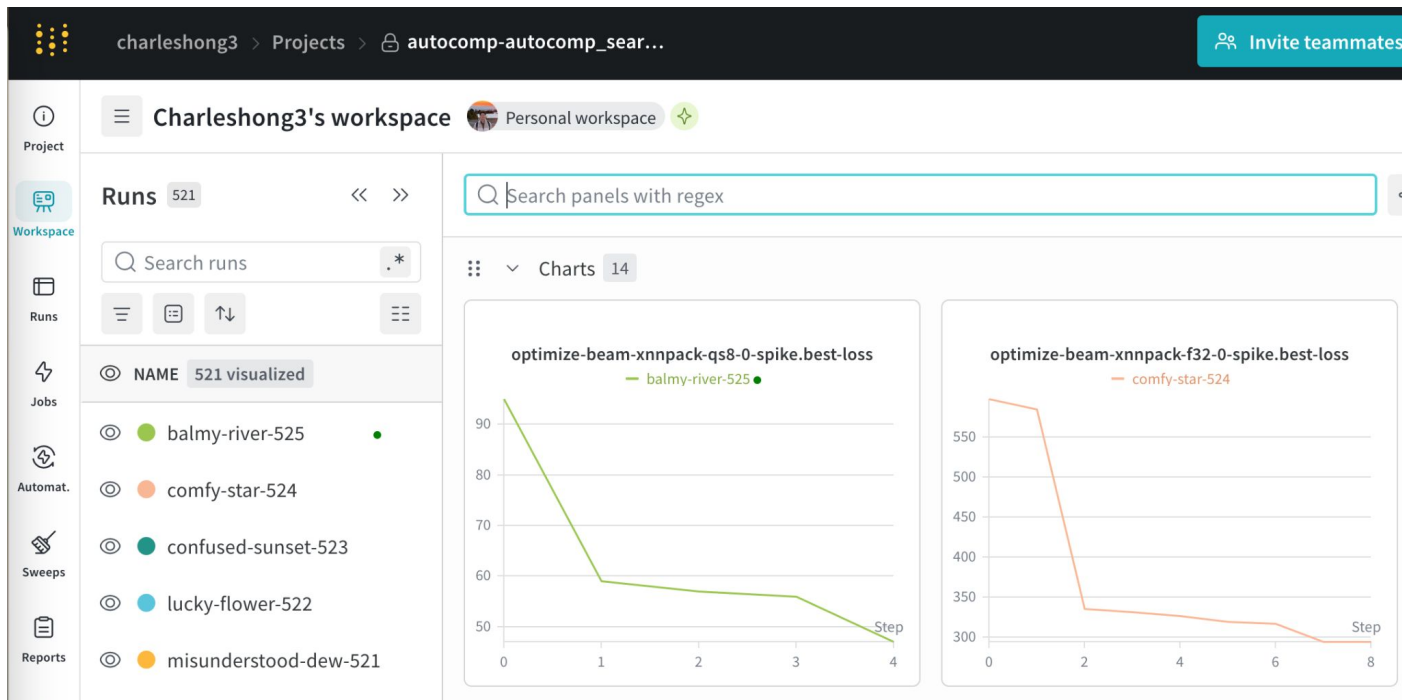 charleshong3 > Projects > autocomp-autocomp_sear...
Invite teammates
Project
Workspace
Runs
Jobs
Automat.
Sweeps
Reports
Charleshong3's workspace
Personal workspace
Runs 521
Search runs
.*
NAME 521 visualized
balmy-river-525
comfy-star-524
confused-sunset-523
lucky-flower-522
misunderstood-dew-521
Search panels with regex
Charts 14
optimize-beam-xnnpack-qs8-0-spike.best-loss
balmy-river-525
90
80
70
60
50
Step
0 1 2 3 4
optimize-beam-xnnpack-f32-0-spike.best-loss
comfy-star-524
550
500
450
400
350
300
Step
0 2 4 6 8